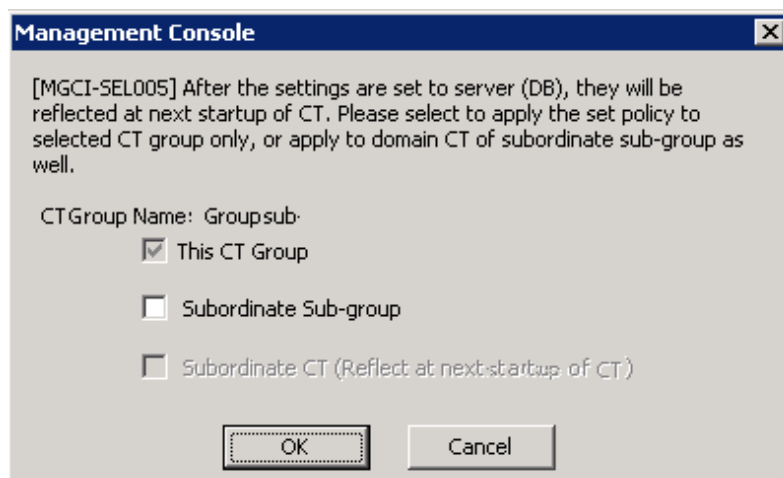 Management Console
[MGCI-SEL005] After the settings are set to server (DB), they will be
reflected at next startup of CT. Please select to apply the set policy to
selected CT group only, or apply to domain CT of subordinate sub-group as
well.
CTGroup Name: Groupsub
This CT Group
Subordinate Sub-group
Subordinate CT (Reflect at next startup of CT)
OK
Cancel